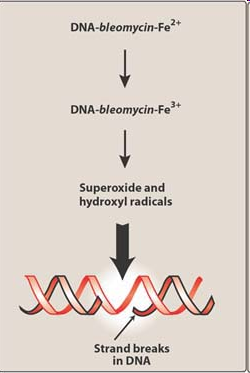 DNA-bleomycin-Fe²⁺
DNA-bleomycin-Fe³⁺
Superoxide and
hydroxyl radicals
Strand breaks
in DNA